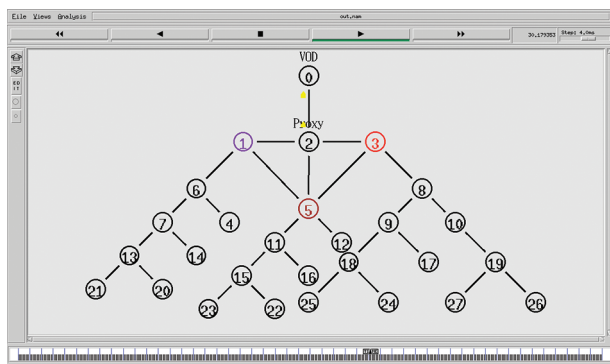 File Views Analysis out.nam
30.179353 Step: 4.0ms
ED
IT
VOD
0
Proxy
1 2 3
6 8
5
7 4 9 10
11 12
13 14 18 17 19
15 16
21 20 25 24 27 26
23 22